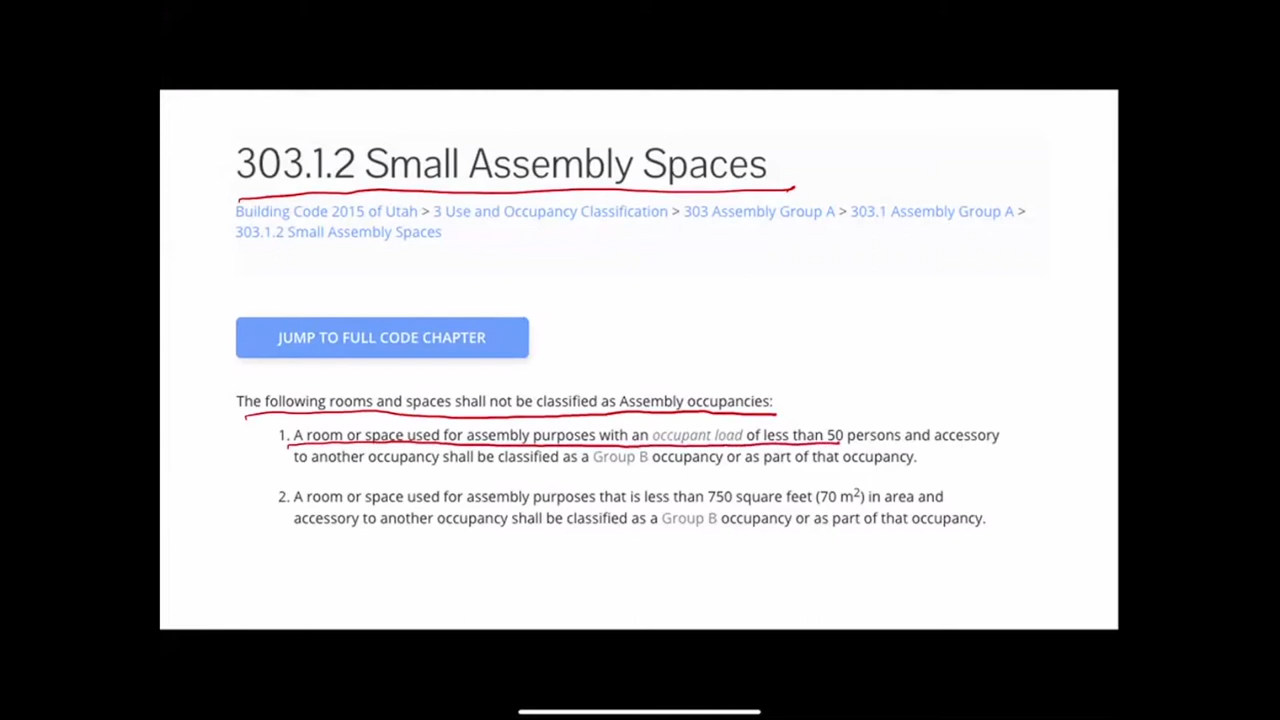 303.1.2 Small Assembly Spaces
Building Code 2015 of Utah > 3 Use and Occupancy Classification > 303 Assembly Group A > 303.1 Assembly Group A >
303.1.2 Small Assembly Spaces
JUMP TO FULL CODE CHAPTER
The following rooms and spaces shall not be classified as Assembly occupancies:
1. A room or space used for assembly purposes with an occupant load of less than 50 persons and accessory
to another occupancy shall be classified as a Group B occupancy or as part of that occupancy.
2. A room or space used for assembly purposes that is less than 750 square feet (70 m²) in area and
accessory to another occupancy shall be classified as a Group B occupancy or as part of that occupancy.